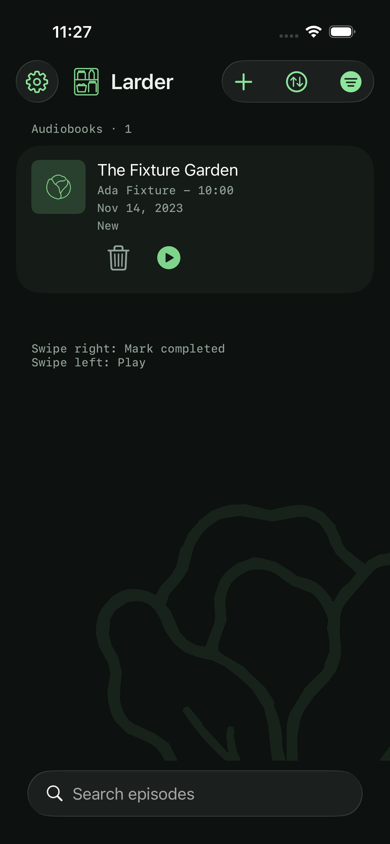 11:27
Larder
Audiobooks · 1
The Fixture Garden
Ada Fixture — 10:00
Nov 14, 2023
New
Swipe right: Mark completed
Swipe left: Play
Search episodes